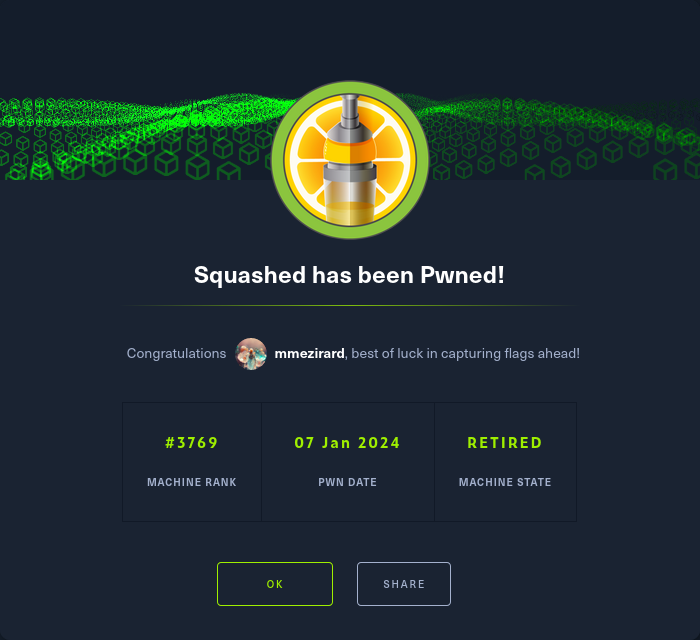 Squashed has been Pwned!
Congratulations mmezirard, best of luck in capturing flags ahead!
#3769 07 Jan 2024 RETIRED
MACHINE RANK PWN DATE MACHINE STATE
OK SHARE